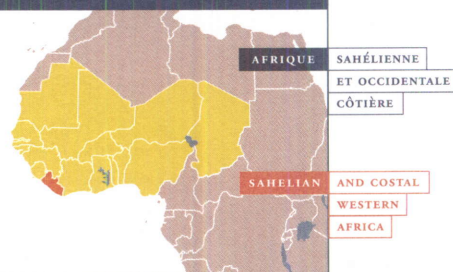 AFRIQUE SAHÉLIENNE
ET OCCIDENTALE
CÔTIÈRE
SAHELIAN AND COSTAL
WESTERN
AFRICA